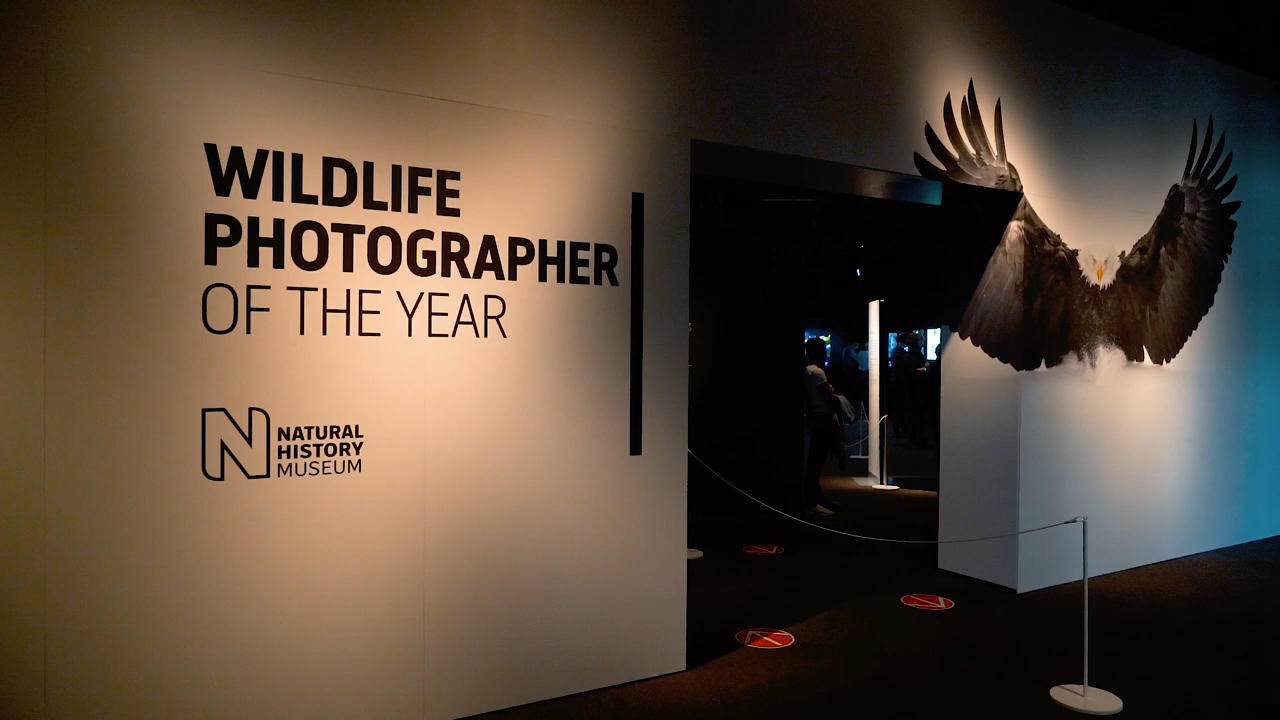 WILDLIFE
PHOTOGRAPHER
OF THE YEAR
N NATURAL
HISTORY
MUSEUM